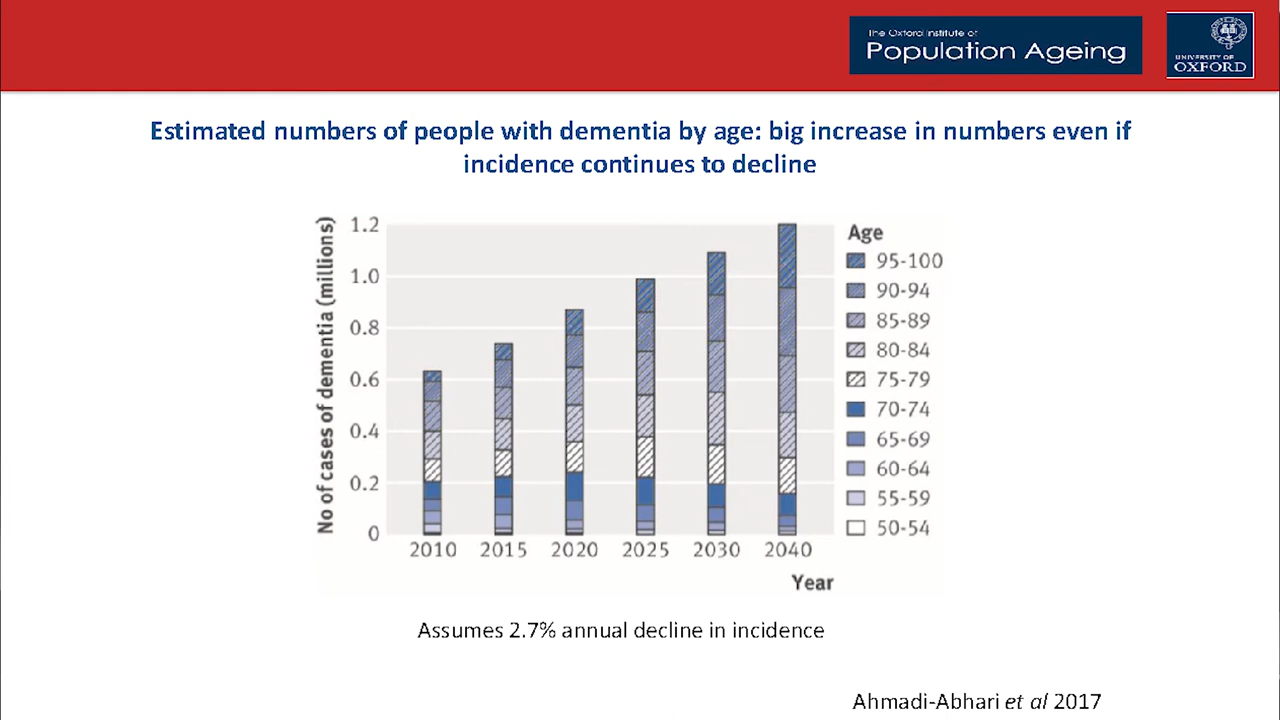 The Oxford Institute of
Population Ageing
UNIVERSITY OF
OXFORD
Estimated numbers of people with dementia by age: big increase in numbers even if
incidence continues to decline
No of cases of dementia (millions)
1.2
1.0
0.8
0.6
0.4
0.2
0
2010 2015 2020 2025 2030 2040
Year
Age
95-100
90-94
85-89
80-84
75-79
70-74
65-69
60-64
55-59
50-54
Assumes 2.7% annual decline in incidence
Ahmadi-Abhari et al 2017